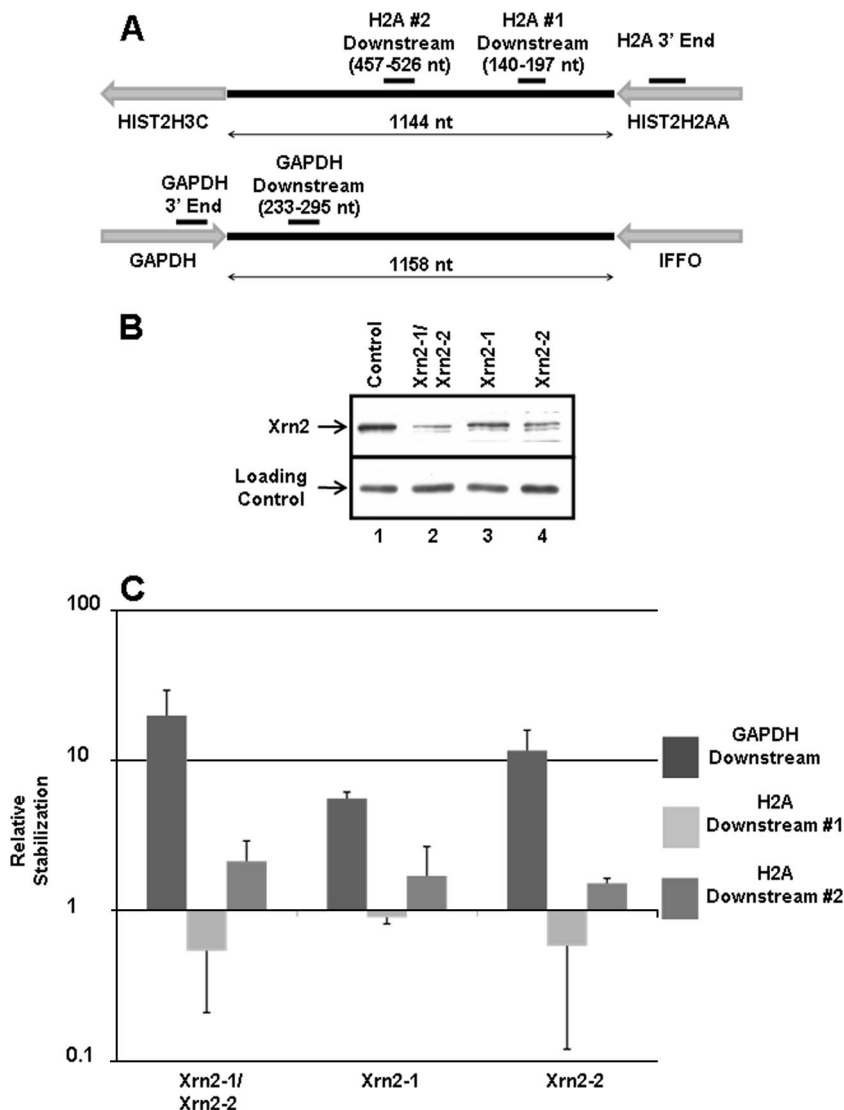 A
H2A #2
Downstream
(457-526 nt)
H2A #1
Downstream
(140-197 nt)
H2A 3' End
HIST2H3C
1144 nt
HIST2H2AA
GAPDH
3' End
GAPDH
Downstream
(233-295 nt)
GAPDH
1158 nt
IFFO
B
Control
Xrn2-1/
Xrn2-2
Xrn2-1
Xrn2-2
Xrn2
Loading
Control
1 2 3 4
C
Relative
Stabilization
100
10
1
0.1
Xrn2-1/
Xrn2-2
Xrn2-1
Xrn2-2
GAPDH
Downstream
H2A
Downstream #1
H2A
Downstream #2